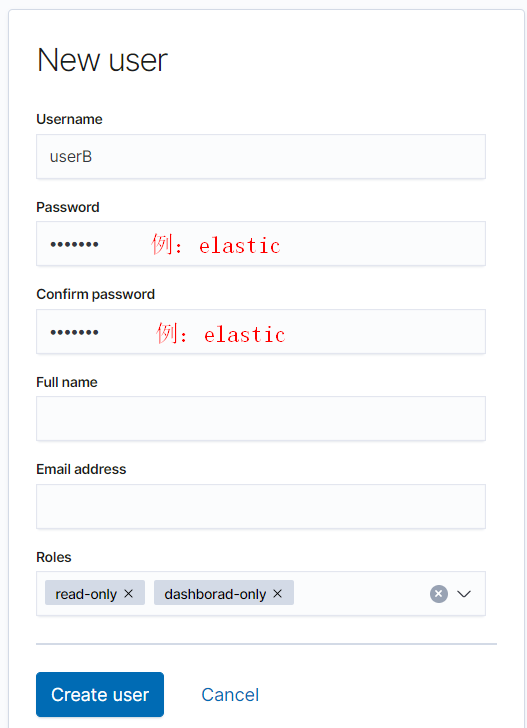 New user
Username
userB
Password
••••••• 例：elastic
Confirm password
••••••• 例：elastic
Full name
Email address
Roles
read-only × dashborad-only ×
Create user Cancel